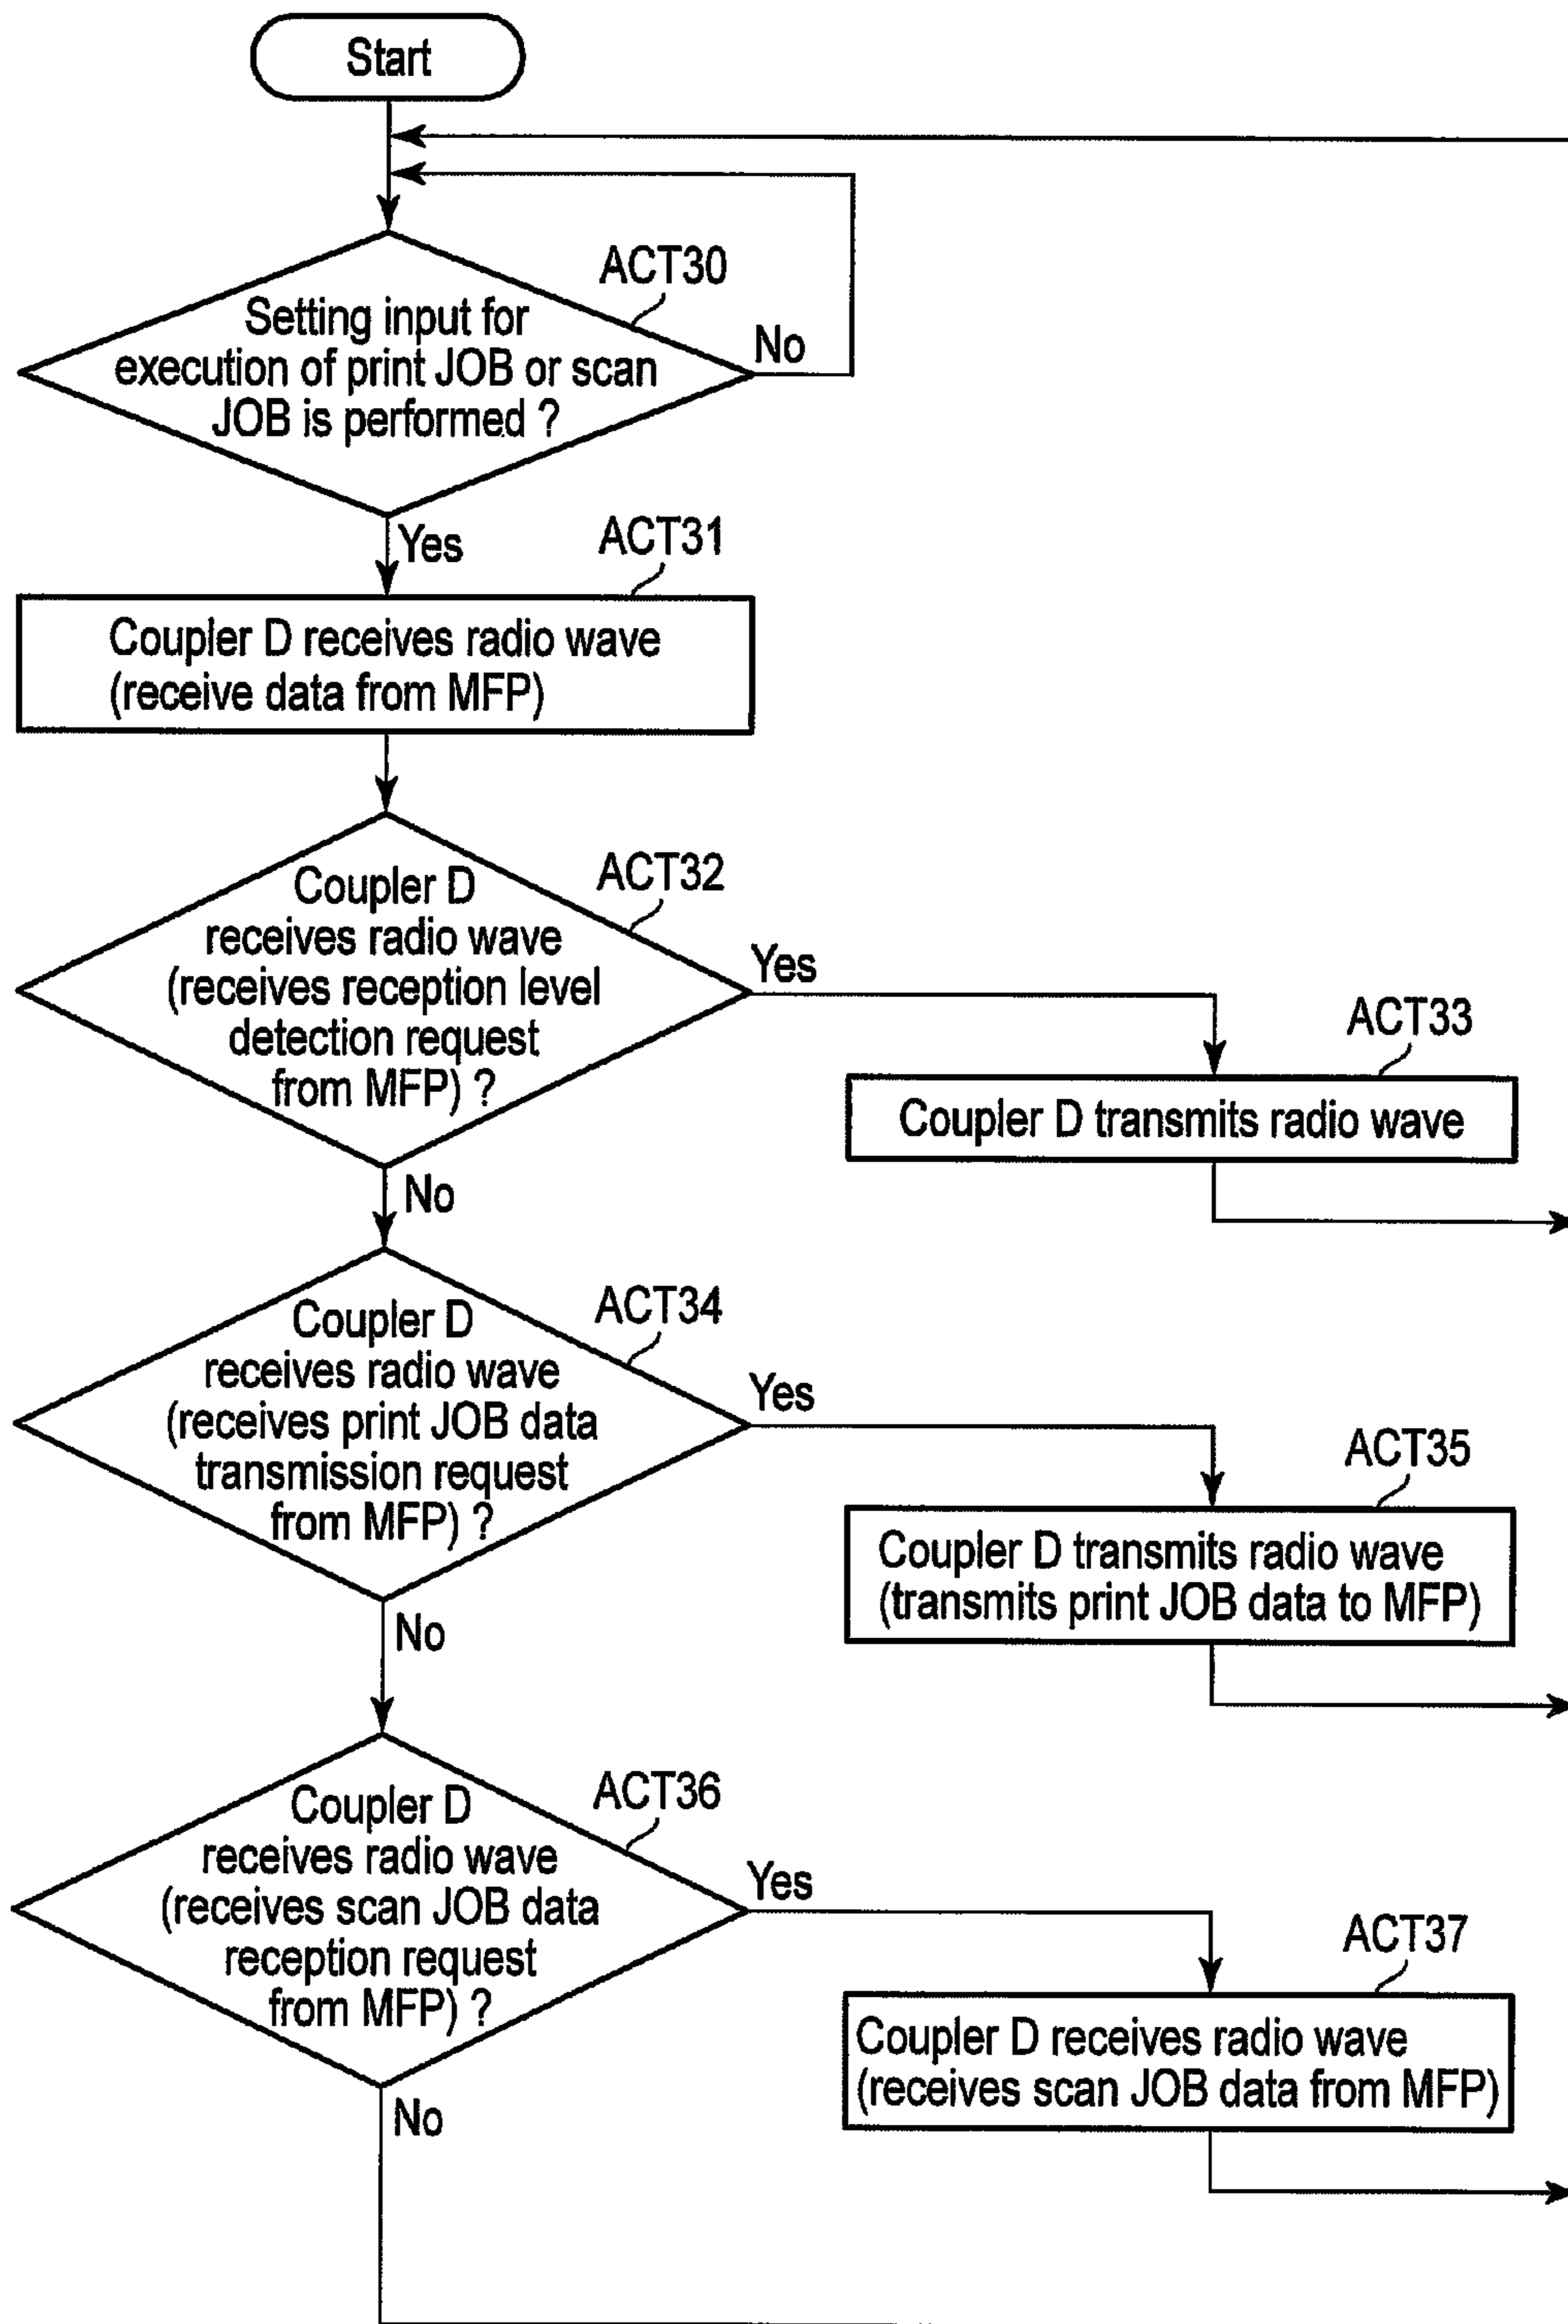 Start
ACT30
Setting input for
execution of print JOB or scan
JOB is performed ?
No
Yes
ACT31
Coupler D receives radio wave
(receive data from MFP)
ACT32
Coupler D
receives radio wave
(receives reception level
detection request
from MFP) ?
Yes
ACT33
Coupler D transmits radio wave
No
ACT34
Coupler D
receives radio wave
(receives print JOB data
transmission request
from MFP) ?
Yes
ACT35
Coupler D transmits radio wave
(transmits print JOB data to MFP)
No
ACT36
Coupler D
receives radio wave
(receives scan JOB data
reception request
from MFP) ?
Yes
ACT37
Coupler D receives radio wave
(receives scan JOB data from MFP)
No